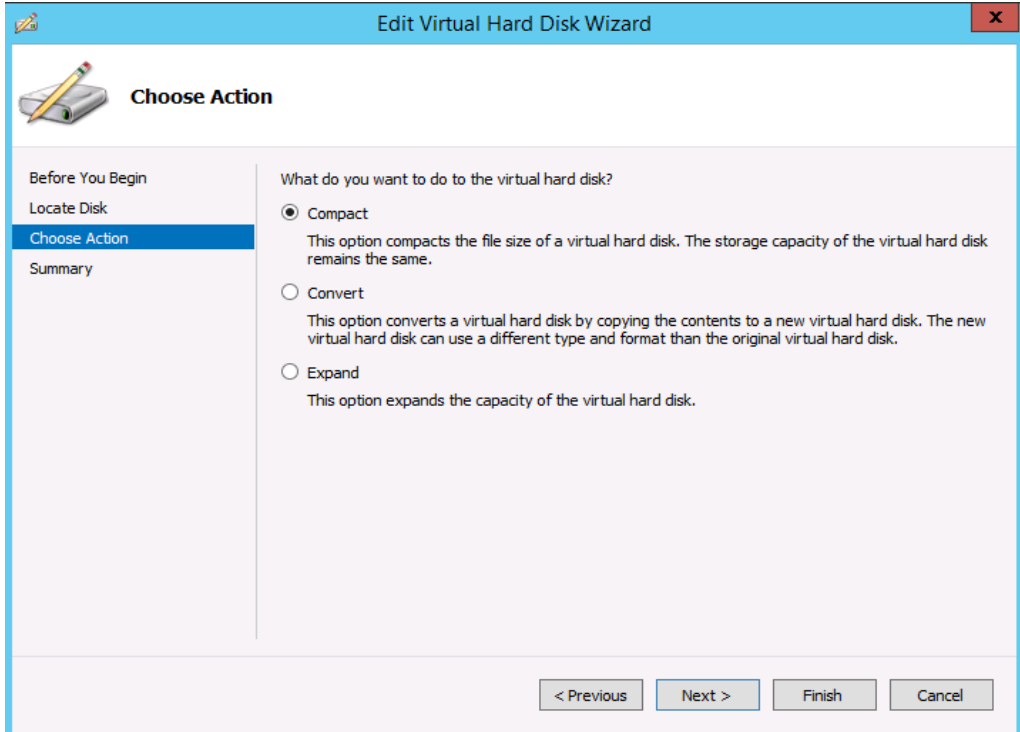 Edit Virtual Hard Disk Wizard
x
Choose Action
Before You Begin
Locate Disk
Choose Action
Summary
What do you want to do to the virtual hard disk?
Compact
This option compacts the file size of a virtual hard disk. The storage capacity of the virtual hard disk
remains the same.
Convert
This option converts a virtual hard disk by copying the contents to a new virtual hard disk. The new
virtual hard disk can use a different type and format than the original virtual hard disk.
Expand
This option expands the capacity of the virtual hard disk.
< Previous
Next >
Finish
Cancel